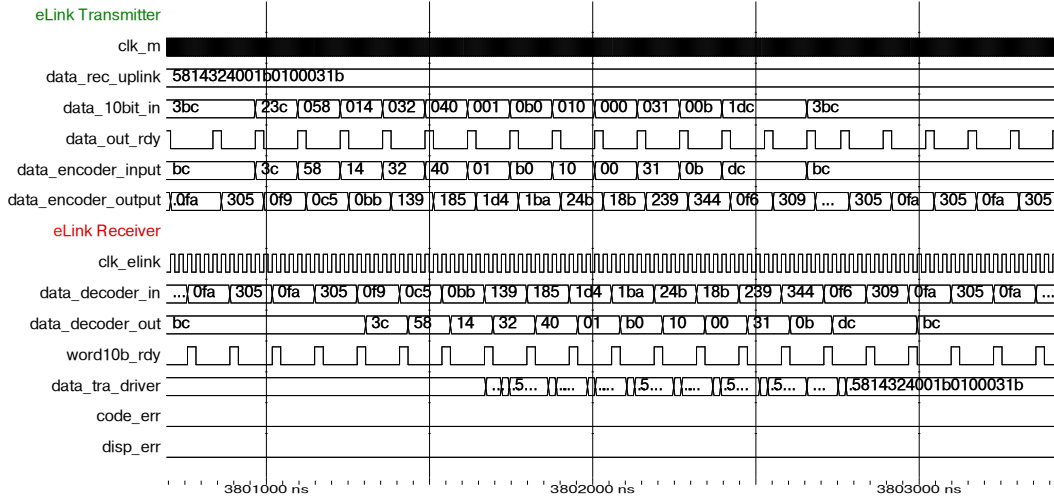 eLink Transmitter
clk_m
data_rec_uplink 5814324001b0100031b
data_10bit_in 3bc 23c 058 014 032 040 001 0b0 010 000 031 00b 1dc 3bc
data_out_rdy
data_encoder_input bc 3c 58 14 32 40 01 b0 10 00 31 0b dc bc
data_encoder_output .0fa 305 0f9 0c5 0bb 139 185 1d4 1ba 24b 18b 239 344 0f6 309 ... 305 0fa 305 0fa 305
eLink Receiver
clk_elink
data_decoder_in ... 0fa 305 0fa 305 0f9 0c5 0bb 139 185 1d4 1ba 24b 18b 239 344 0f6 309 0fa 305 0fa ...
data_decoder_out bc 3c 58 14 32 40 01 b0 10 00 31 0b dc bc
word10b_rdy
data_tra_driver ... .5... .... .... .5... .... .5... .5... ... .5814324001b0100031b
code_err
disp_err
3801000 ns 3802000 ns 3803000 ns